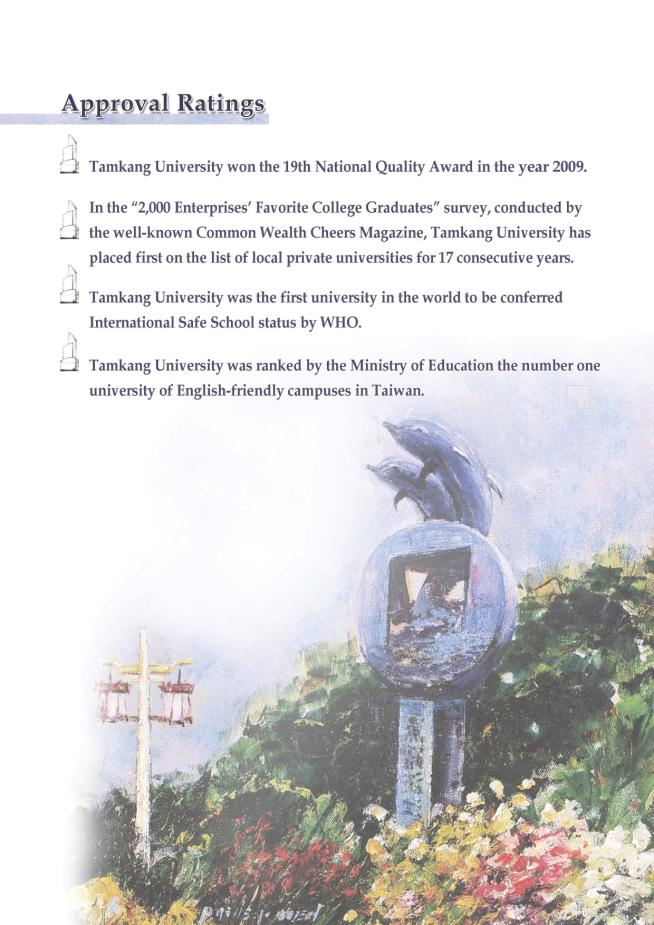 Approval Ratings
Tamkang University won the 19th National Quality Award in the year 2009.
In the “2,000 Enterprises’ Favorite College Graduates” survey, conducted by
the well-known Common Wealth Cheers Magazine, Tamkang University has
placed first on the list of local private universities for 17 consecutive years.
Tamkang University was the first university in the world to be conferred
International Safe School status by WHO.
Tamkang University was ranked by the Ministry of Education the number one
university of English-friendly campuses in Taiwan.